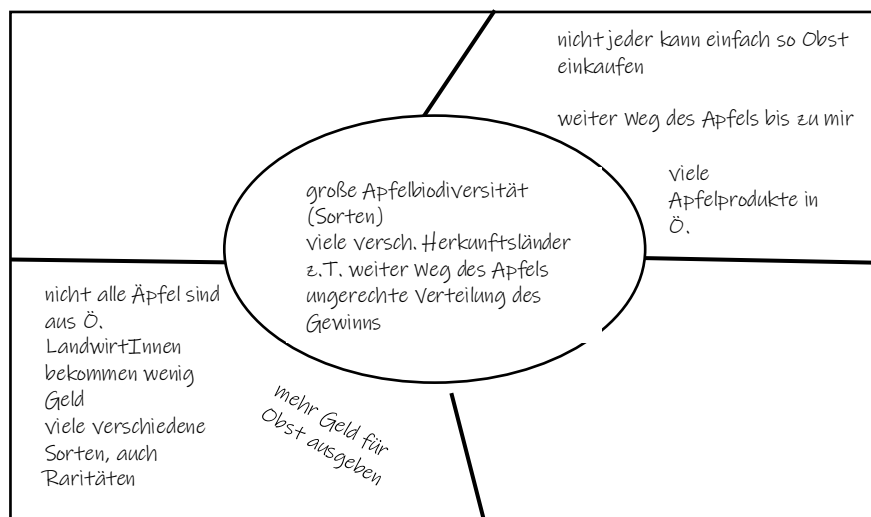 nicht jeder kann einfach so Obst
einkaufen
weiter Weg des Apfels bis zu mir
viele
Apfelprodukte in
Ö.
große Apfelbiodiversität
(Sorten)
viele versch. Herkunftsländer
z.T. weiter Weg des Apfels
ungerechte Verteilung des
Gewinns
nicht alle Äpfel sind
aus Ö.
LandwirtInnen
bekommen wenig
Geld
viele verschiedene
Sorten, auch
Raritäten
mehr Geld für
Obst ausgeben